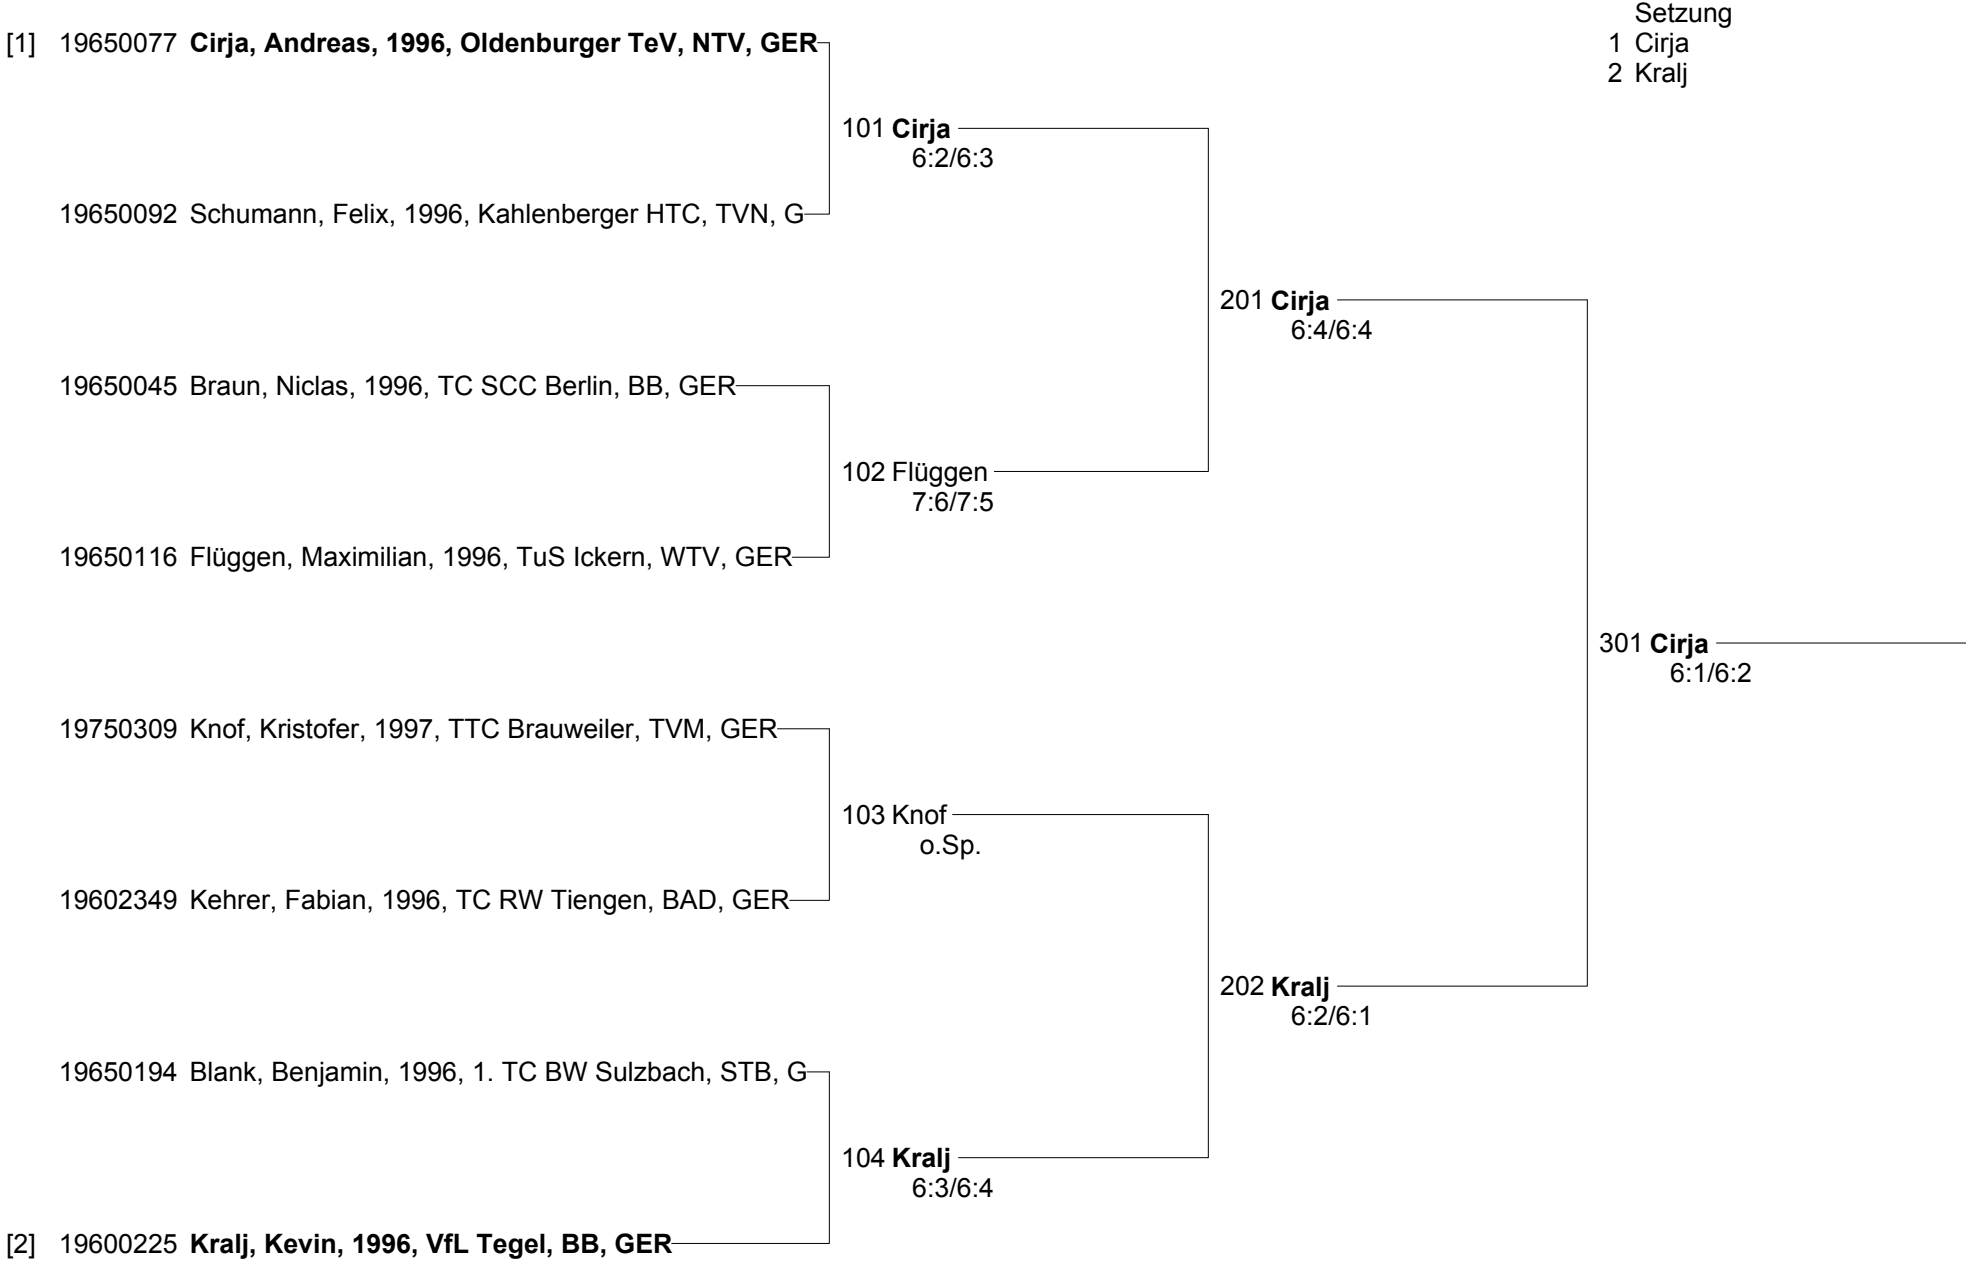 Setzung
[1] 19650077 Cirja, Andreas, 1996, Oldenburger TeV, NTV, GER
1 Cirja
2 Kralj
101 Cirja
6:2/6:3
19650092 Schumann, Felix, 1996, Kahlenberger HTC, TVN, G
201 Cirja
6:4/6:4
19650045 Braun, Niclas, 1996, TC SCC Berlin, BB, GER
102 Flüggen
7:6/7:5
19650116 Flüggen, Maximilian, 1996, TuS Ickern, WTV, GER
301 Cirja
6:1/6:2
19750309 Knof, Kristofer, 1997, TTC Brauweiler, TVM, GER
103 Knof
o.Sp.
19602349 Kehrer, Fabian, 1996, TC RW Tiengen, BAD, GER
202 Kralj
6:2/6:1
19650194 Blank, Benjamin, 1996, 1. TC BW Sulzbach, STB, G
104 Kralj
6:3/6:4
[2] 19600225 Kralj, Kevin, 1996, VfL Tegel, BB, GER